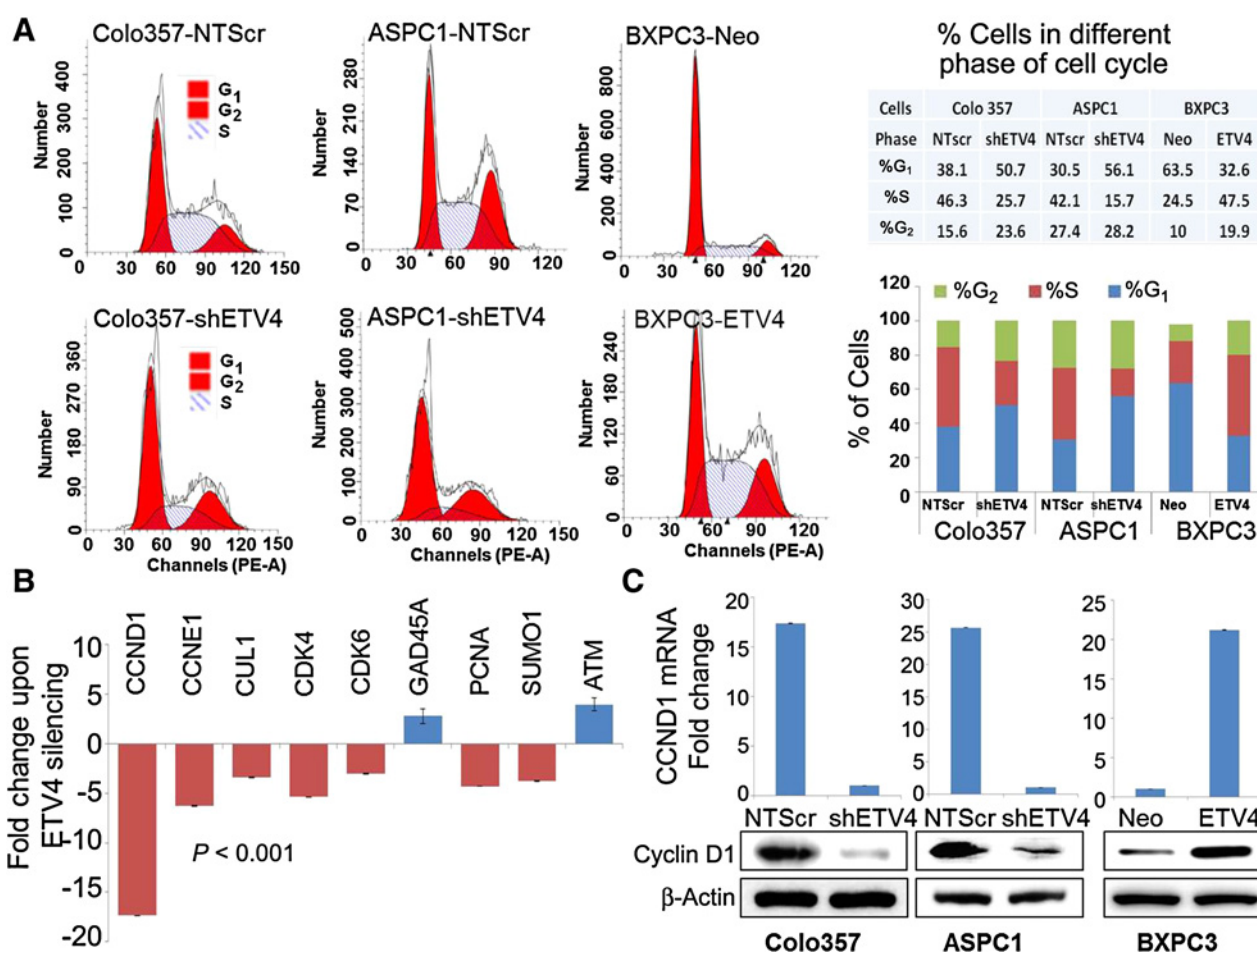 A
Colo357-NTScr
ASPC1-NTScr
BXPC3-Neo
Number
400
300
200
100
0
G1
G2
S
0 30 60 90 120 150
Number
280
210
140
70
0
0 30 60 90 120
Number
800
600
400
200
0
0 30 60 90 120
Colo357-shETV4
ASPC1-shETV4
BXPC3-ETV4
Number
360
270
180
90
0
G1
G2
S
0 30 60 90 120 150
Number
500
400
300
200
100
0
0 30 60 90 120 150
Channels (PE-A)
Number
240
180
120
60
0
0 30 60 90 120
Channels (PE-A)
Channels (PE-A)
% Cells in different
phase of cell cycle
Cells Colo 357 ASPC1 BXPC3
Phase NTscr shETV4 NTscr shETV4 Neo ETV4
%G1 38.1 50.7 30.5 56.1 63.5 32.6
%S 46.3 25.7 42.1 15.7 24.5 47.5
%G2 15.6 23.6 27.4 28.2 10 19.9
% of Cells
120
100
80
60
40
20
0
%G2 %S %G1
NTScr shETV4 NTScr shETV4 Neo ETV4
Colo357 ASPC1 BXPC3
B
Fold change upon
ETV4 silencing
10
5
0
-5
-10
-15
-20
CCND1
CCNE1
CUL1
CDK4
CDK6
GAD45A
PCNA
SUMO1
ATM
P < 0.001
C
CCND1 mRNA
Fold change
20
15
10
5
0
30
25
20
15
10
5
0
25
20
15
10
5
0
NTScr shETV4 NTScr shETV4 Neo ETV4
Cyclin D1
β-Actin
Colo357 ASPC1 BXPC3